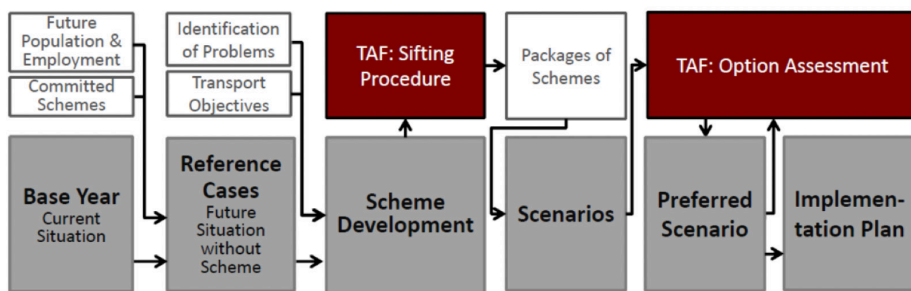 Future
Population &
Employment
Committed
Schemes
Identification
of Problems
Transport
Objectives
TAF: Sifting
Procedure
Packages of
Schemes
TAF: Option Assessment
Base Year
Current
Situation
Reference
Cases
Future
Situation
without
Scheme
Scheme
Development
Scenarios
Preferred
Scenario
Implemen-
tation Plan